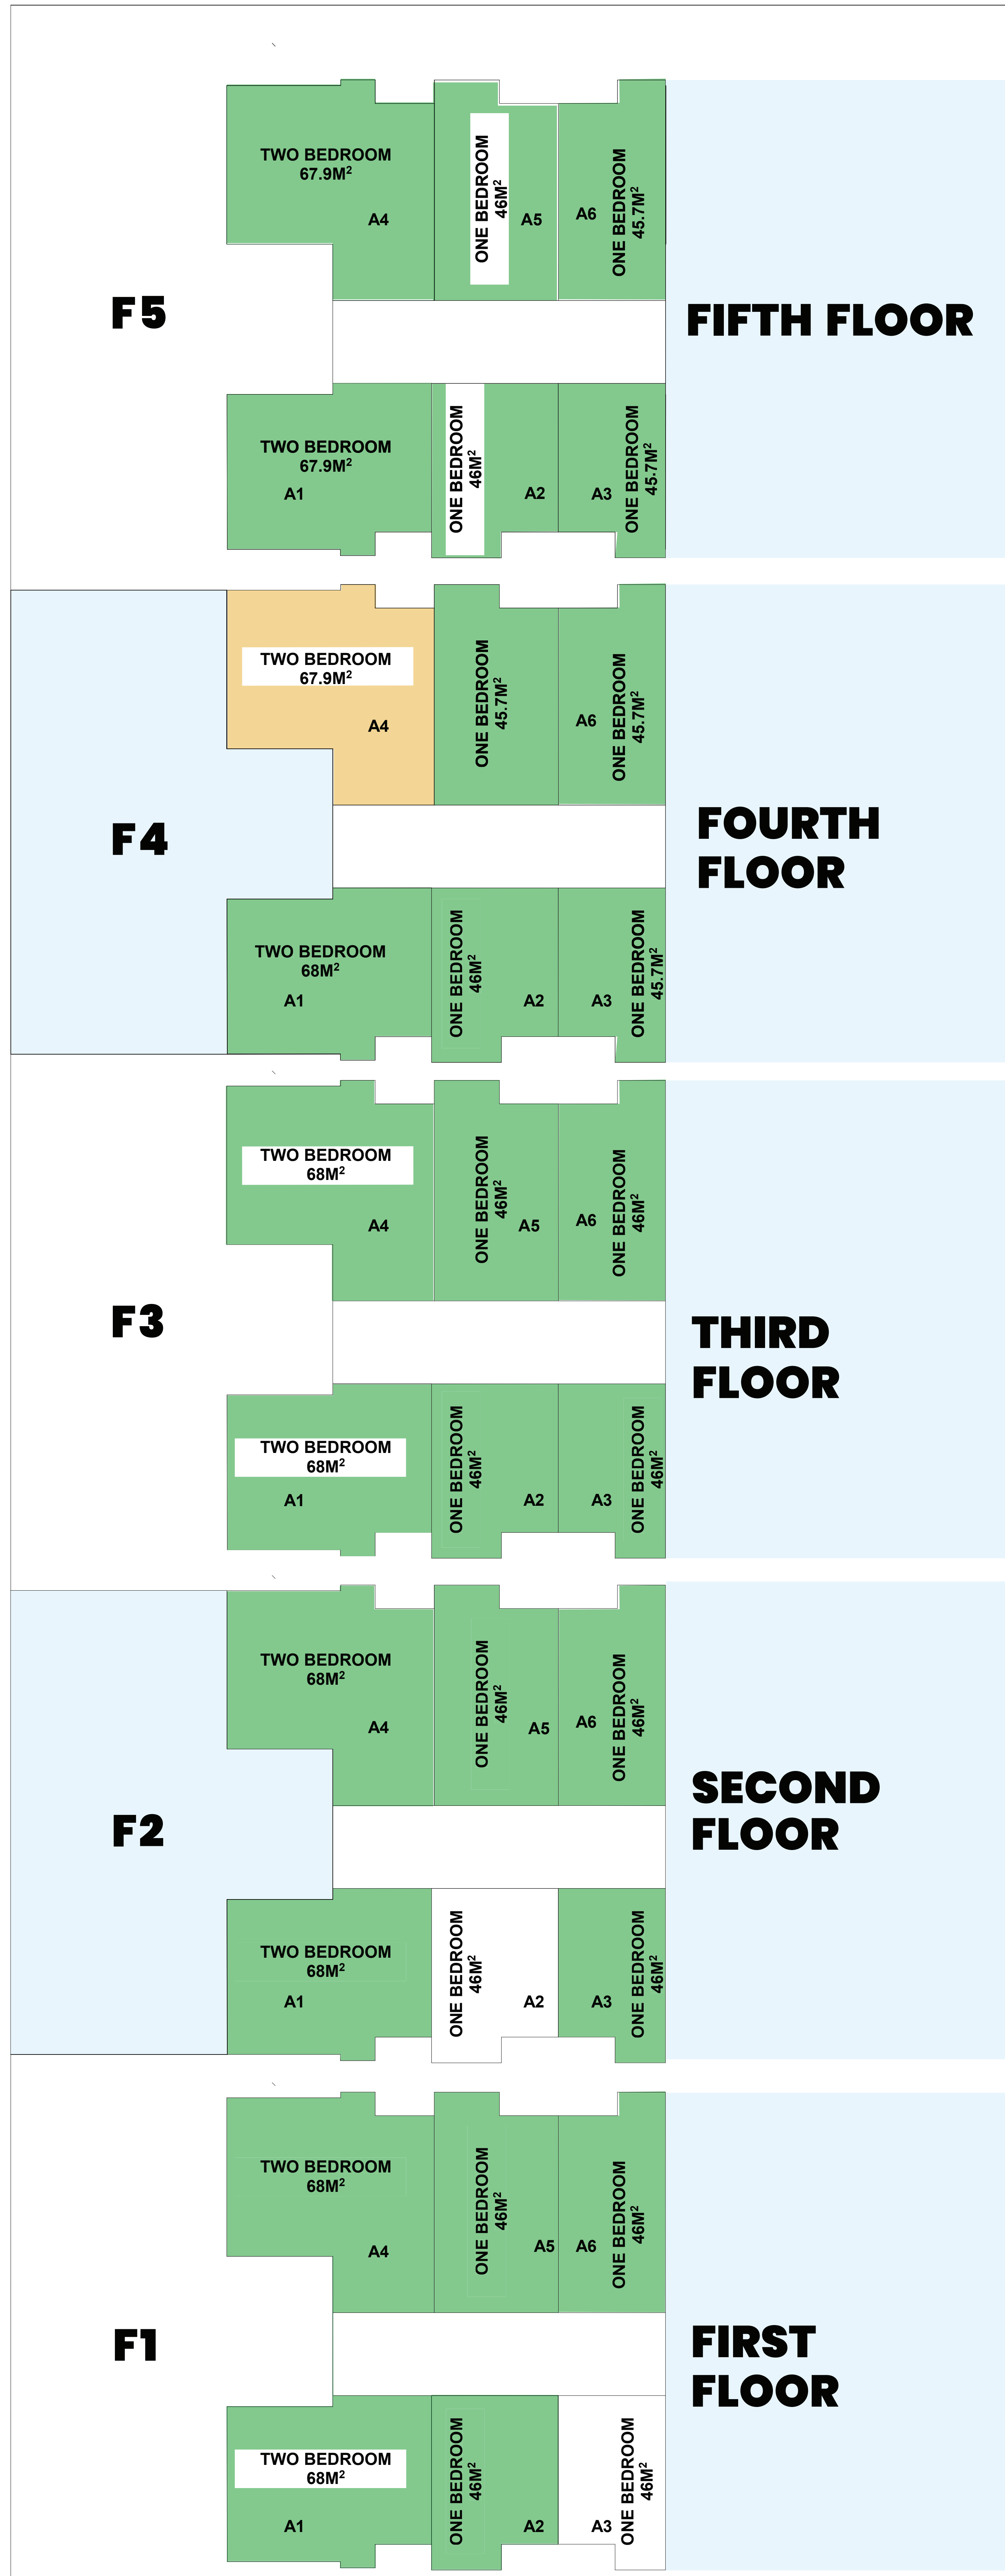 TWO BEDROOM
67.9M²
A4
ONE BEDROOM
46M²
A5
A6
ONE BEDROOM
45.7M²
F5
FIFTH FLOOR
TWO BEDROOM
67.9M²
A1
ONE BEDROOM
46M²
A2
A3
ONE BEDROOM
45.7M²
TWO BEDROOM
67.9M²
A4
ONE BEDROOM
45.7M²
A6
ONE BEDROOM
45.7M²
F4
FOURTH
FLOOR
TWO BEDROOM
68M²
A1
ONE BEDROOM
46M²
A2
A3
ONE BEDROOM
45.7M²
TWO BEDROOM
68M²
A4
ONE BEDROOM
46M²
A5
A6
ONE BEDROOM
46M²
F3
THIRD
FLOOR
TWO BEDROOM
68M²
A1
ONE BEDROOM
46M²
A2
A3
ONE BEDROOM
46M²
TWO BEDROOM
68M²
A4
ONE BEDROOM
46M²
A5
A6
ONE BEDROOM
46M²
F2
SECOND
FLOOR
TWO BEDROOM
68M²
A1
ONE BEDROOM
46M²
A2
A3
ONE BEDROOM
46M²
TWO BEDROOM
68M²
A4
ONE BEDROOM
46M²
A5
A6
ONE BEDROOM
46M²
F1
FIRST
FLOOR
TWO BEDROOM
68M²
A1
ONE BEDROOM
46M²
A2
A3
ONE BEDROOM
46M²